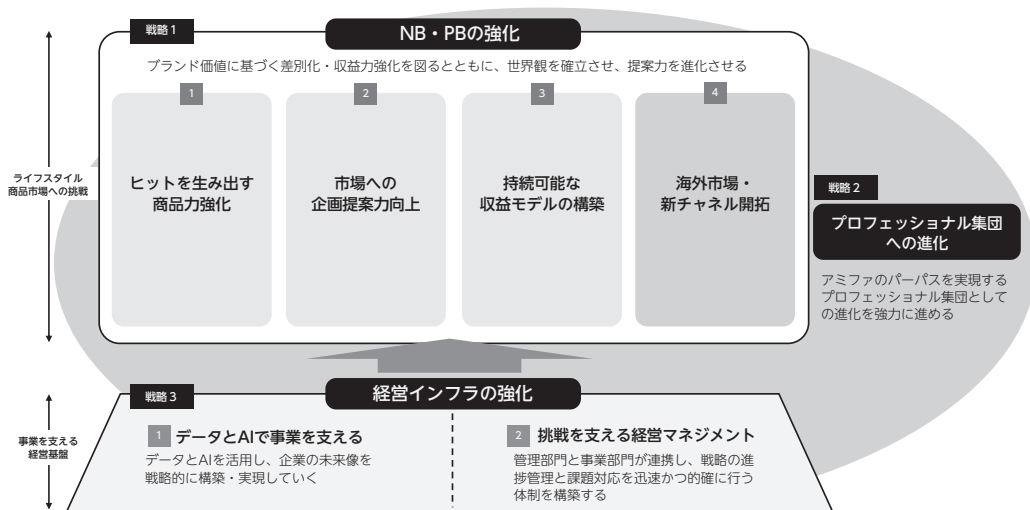 戦略 1
NB・PBの強化
ブランド価値に基づく差別化・収益力強化を図るとともに、世界観を確立させ、提案力を進化させる
1
ヒットを生み出す
商品力強化
2
市場への
企画提案力向上
3
持続可能な
収益モデルの構築
4
海外市場・
新チャネル開拓
ライフスタイル
商品市場への挑戦
戦略 2
プロフェッショナル集団
への進化
アミファのパーパスを実現する
プロフェッショナル集団として
の進化を強力に進める
戦略 3
経営インフラの強化
事業を支える
経営基盤
1 データとAIで事業を支える
データとAIを活用し、企業の未来像を
戦略的に構築・実現していく
2 挑戦を支える経営マネジメント
管理部門と事業部門が連携し、戦略の進
捗管理と課題対応を迅速かつ的確に行う
体制を構築する